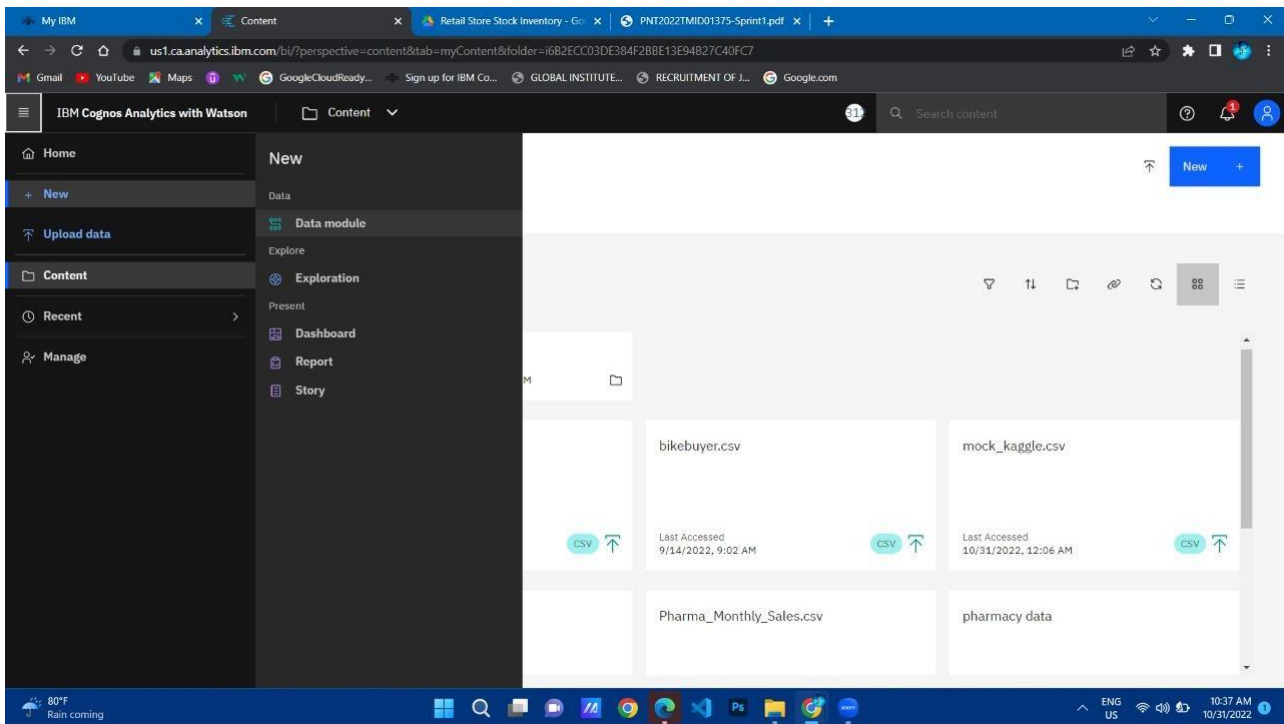 My IBM
Content
Retail Store Stock Inventory - Go
PNT2022TMID01375-Sprint1.pdf
us1.ca.analytics.ibm.com/bi/?perspective=content&tab=myContent&folder=i6B2ECC03DE384F2BBE13E94B27C40FC7
Gmail YouTube Maps GoogleCloudReady... Sign up for IBM Co... GLOBAL INSTITUTE... RECRUITMENT OF J... Google.com
IBM Cognos Analytics with Watson
Content
Search content
1
Home
New
Upload data
Content
Recent
Manage
New
Data
Data module
Explore
Exploration
Present
Dashboard
Report
Story
New +
M
CSV
bikebuyer.csv
Last Accessed
9/14/2022, 9:02 AM
CSV
mock_kaggle.csv
Last Accessed
10/31/2022, 12:06 AM
CSV
Pharma_Monthly_Sales.csv
pharmacy data
80°F
Rain coming
Ps
zoom
ENG
US
10:37 AM
10/31/2022
1